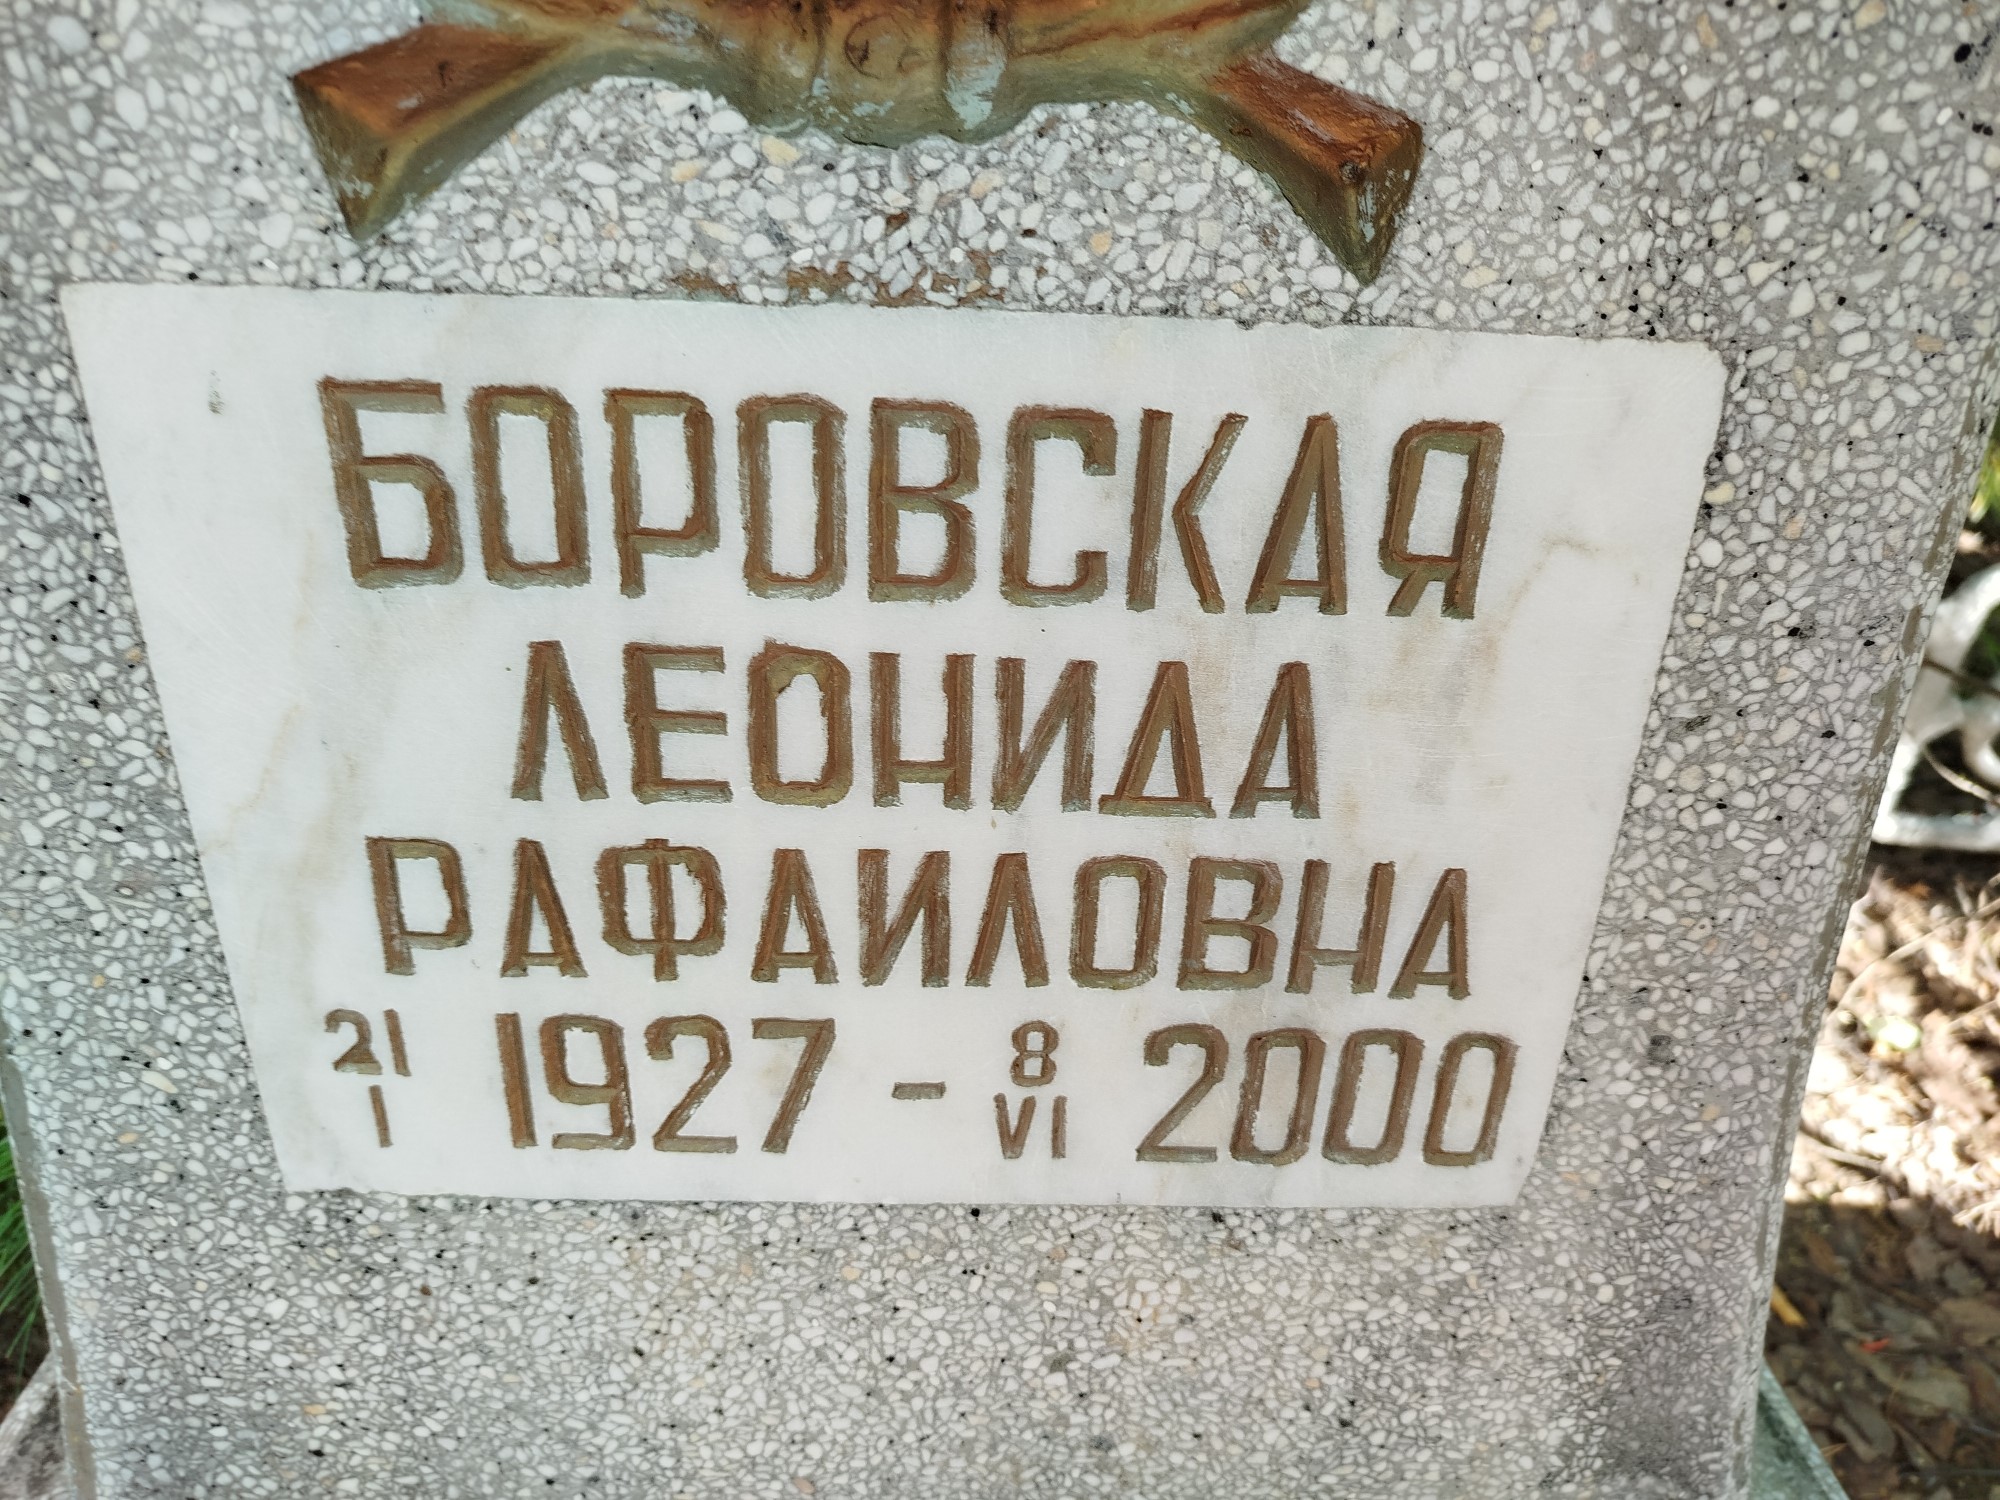 БОРОВСКАЯ
ЛЕОНИДА
РАФАИЛОВНА
21/I 1927 - 8/VI 2000